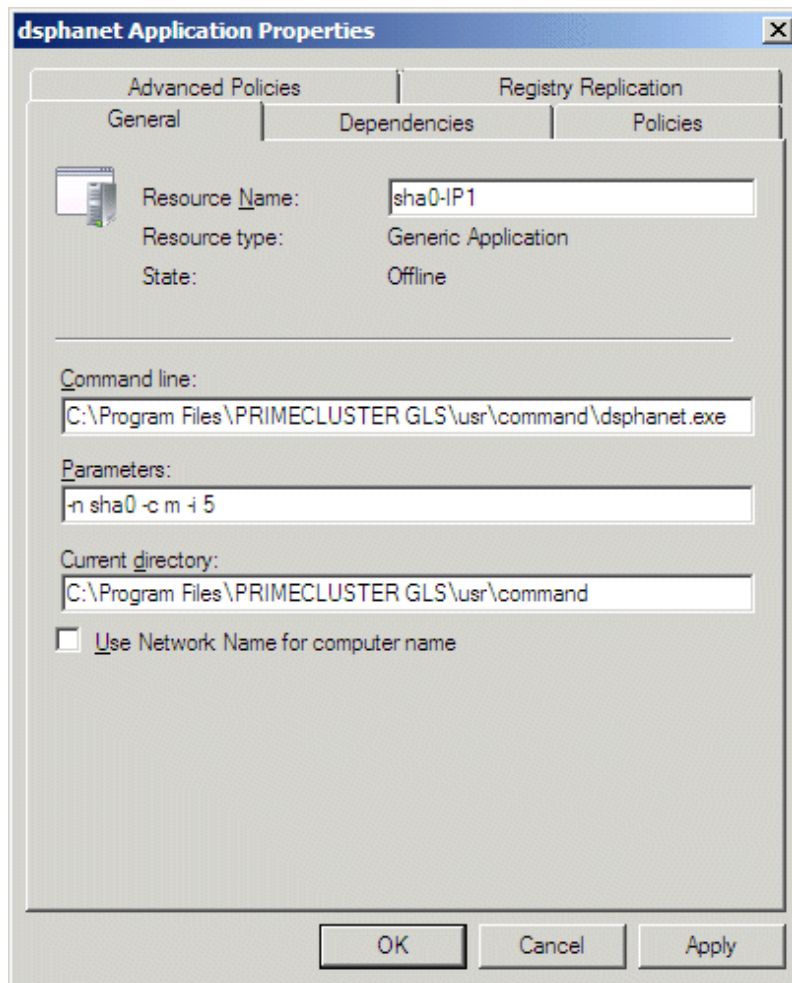 dsphanet Application Properties
Advanced Policies Registry Replication
General Dependencies Policies
Resource Name: sha0-IP1
Resource type: Generic Application
State: Offline
Command line:
C:\Program Files\PRIMECLUSTER GLS\usr\command\dsphanet.exe
Parameters:
-n sha0 -c m -i 5
Current directory:
C:\Program Files\PRIMECLUSTER GLS\usr\command
Use Network Name for computer name
OK Cancel Apply